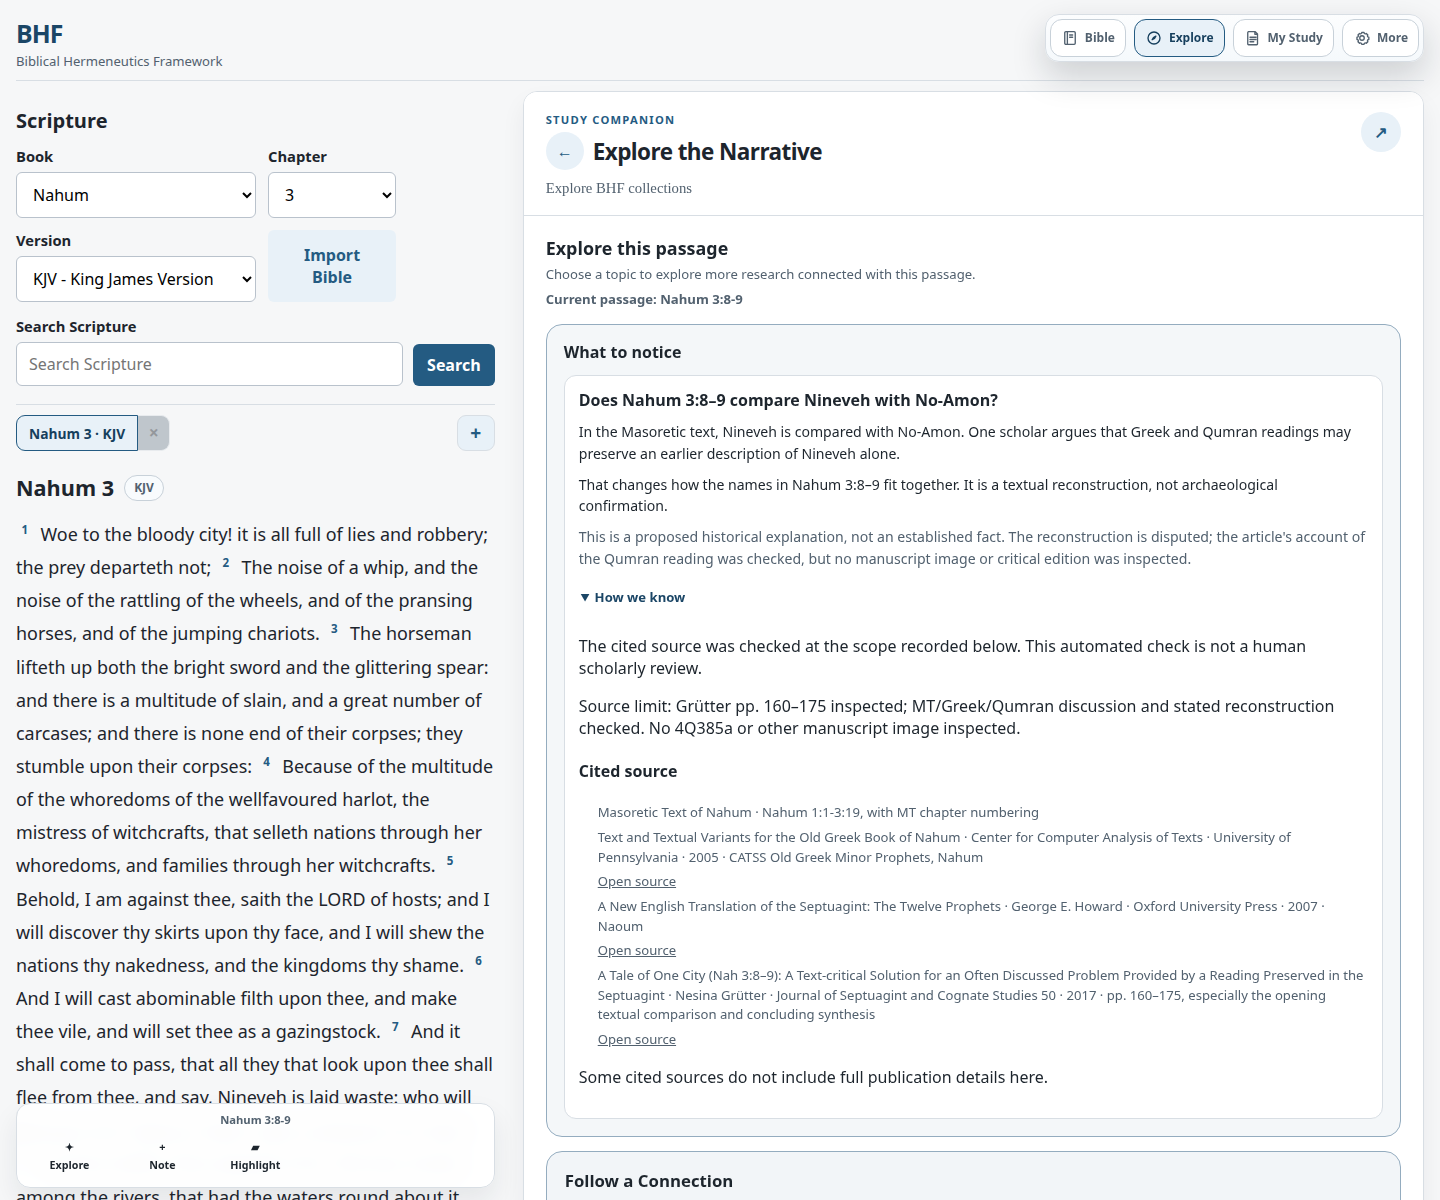 BHF
Biblical Hermeneutics Framework
Bible
Explore
My Study
More
Scripture
Book
Chapter
Nahum
3
Version
KJV - King James Version
Import
Bible
Search Scripture
Search Scripture
Search
Nahum 3 · KJV
×
+
Nahum 3
KJV
1 Woe to the bloody city! it is all full of lies and robbery;
the prey departeth not; 2 The noise of a whip, and the
noise of the rattling of the wheels, and of the pransing
horses, and of the jumping chariots. 3 The horseman
lifteth up both the bright sword and the glittering spear:
and there is a multitude of slain, and a great number of
carcases; and there is none end of their corpses; they
stumble upon their corpses: 4 Because of the multitude
of the whoredoms of the wellfavoured harlot, the
mistress of witchcrafts, that selleth nations through her
whoredoms, and families through her witchcrafts. 5
Behold, I am against thee, saith the LORD of hosts; and I
will discover thy skirts upon thy face, and I will shew the
nations thy nakedness, and the kingdoms thy shame. 6
And I will cast abominable filth upon thee, and make
thee vile, and will set thee as a gazingstock. 7 And it
shall come to pass, that all they that look upon thee shall
flee from thee, and say, Nineveh is laid waste: who will
Nahum 3:8-9
Explore
+
Note
Highlight
among the rivers, that had the waters round about it,
STUDY COMPANION
←
Explore the Narrative
↗
Explore BHF collections
Explore this passage
Choose a topic to explore more research connected with this passage.
Current passage: Nahum 3:8-9
What to notice
Does Nahum 3:8–9 compare Nineveh with No-Amon?
In the Masoretic text, Nineveh is compared with No-Amon. One scholar argues that Greek and Qumran readings may
preserve an earlier description of Nineveh alone.
That changes how the names in Nahum 3:8–9 fit together. It is a textual reconstruction, not archaeological
confirmation.
This is a proposed historical explanation, not an established fact. The reconstruction is disputed; the article's account of
the Qumran reading was checked, but no manuscript image or critical edition was inspected.
▼ How we know
The cited source was checked at the scope recorded below. This automated check is not a human
scholarly review.
Source limit: Grütter pp. 160–175 inspected; MT/Greek/Qumran discussion and stated reconstruction
checked. No 4Q385a or other manuscript image inspected.
Cited source
Masoretic Text of Nahum · Nahum 1:1-3:19, with MT chapter numbering
Text and Textual Variants for the Old Greek Book of Nahum · Center for Computer Analysis of Texts · University of
Pennsylvania · 2005 · CATSS Old Greek Minor Prophets, Nahum
Open source
A New English Translation of the Septuagint: The Twelve Prophets · George E. Howard · Oxford University Press · 2007 ·
Naoum
Open source
A Tale of One City (Nah 3:8–9): A Text-critical Solution for an Often Discussed Problem Provided by a Reading Preserved in the
Septuagint · Nesina Grütter · Journal of Septuagint and Cognate Studies 50 · 2017 · pp. 160–175, especially the opening
textual comparison and concluding synthesis
Open source
Some cited sources do not include full publication details here.
Follow a Connection